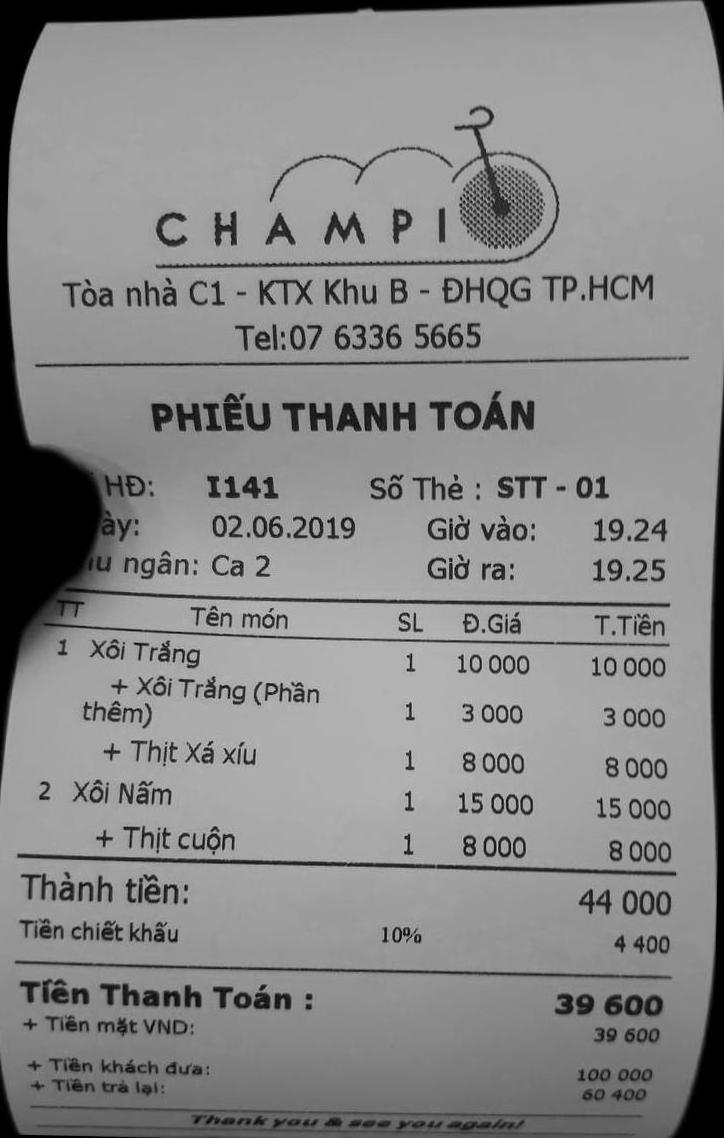 CHAMPI
Tòa nhà C1 - KTX Khu B - ĐHQG TP.HCM
Tel:07 6336 5665
PHIẾU THANH TOÁN
HĐ: I141 Số Thẻ : STT - 01
02.06.2019 Giờ vào: 19.24
ngân: Ca 2 Giờ ra: 19.25
TT Tên món SL Đ.Giá T.Tiền
1 Xôi Trắng 1 10 000 10 000
+ Xôi Trắng (Phần
thêm) 1 3 000 3 000
+ Thịt Xá xíu 1 8 000 8 000
2 Xôi Nấm 1 15 000 15 000
+ Thịt cuộn 1 8 000 8 000
Thành tiền: 44 000
Tiền chiết khấu 10% 4 400
Tiền Thanh Toán : 39 600
+ Tiền mặt VND: 39 600
+ Tiền khách đưa: 100 000
+ Tiền trả lại: 60 400
Thank you & see you again!